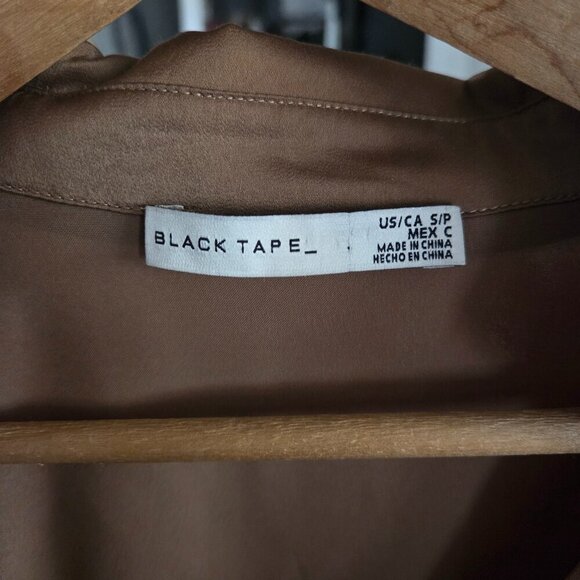 BLACK TAPE_
US/CA S/P
MEX C
MADE IN CHINA
HECHO EN CHINA